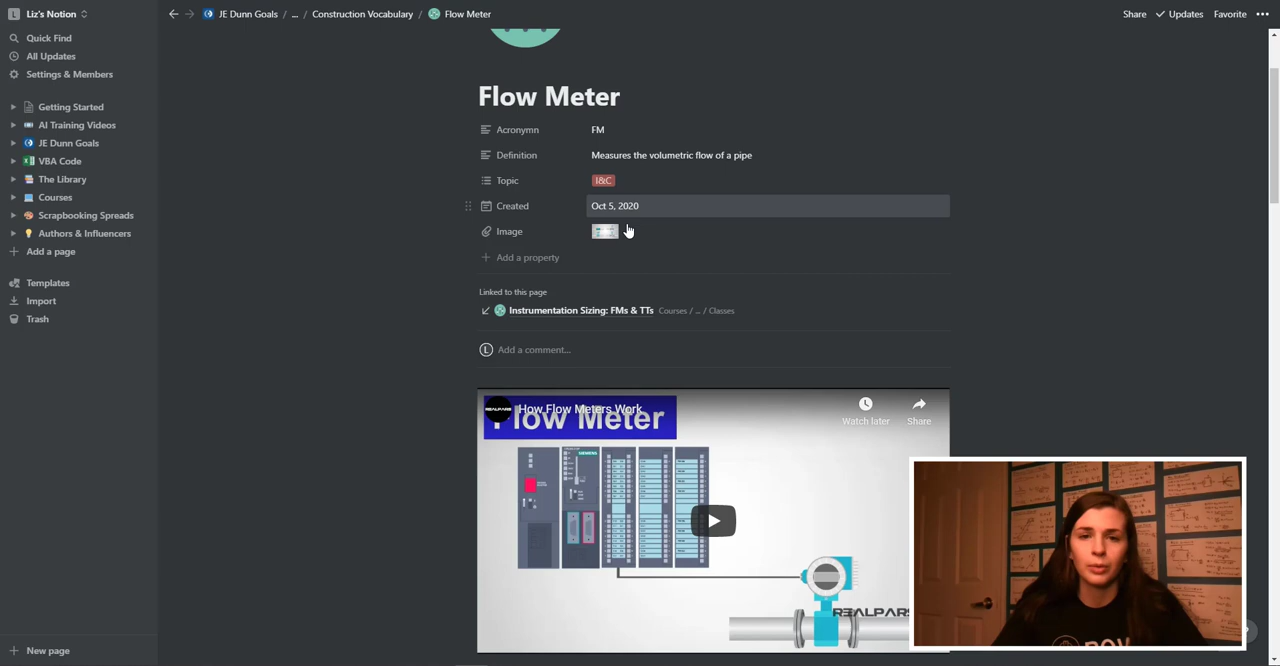 L Liz's Notion
JE Dunn Goals / ... / Construction Vocabulary / Flow Meter
Share Updates Favorite •••
Quick Find
All Updates
Settings & Members
Getting Started
AI Training Videos
JE Dunn Goals
VBA Code
The Library
Courses
Scrapbooking Spreads
Authors & Influencers
+ Add a page
Templates
Import
Trash
+ New page
Flow Meter
Acronymn FM
Definition Measures the volumetric flow of a pipe
Topic I&C
Created Oct 5, 2020
Image
+ Add a property
Linked to this page
Instrumentation Sizing: FMs & TTs Courses / ... / Classes
L Add a comment...
REALPARS How Flow Meters Work
Flow Meter
Watch later Share
SIEMENS
REALPARS